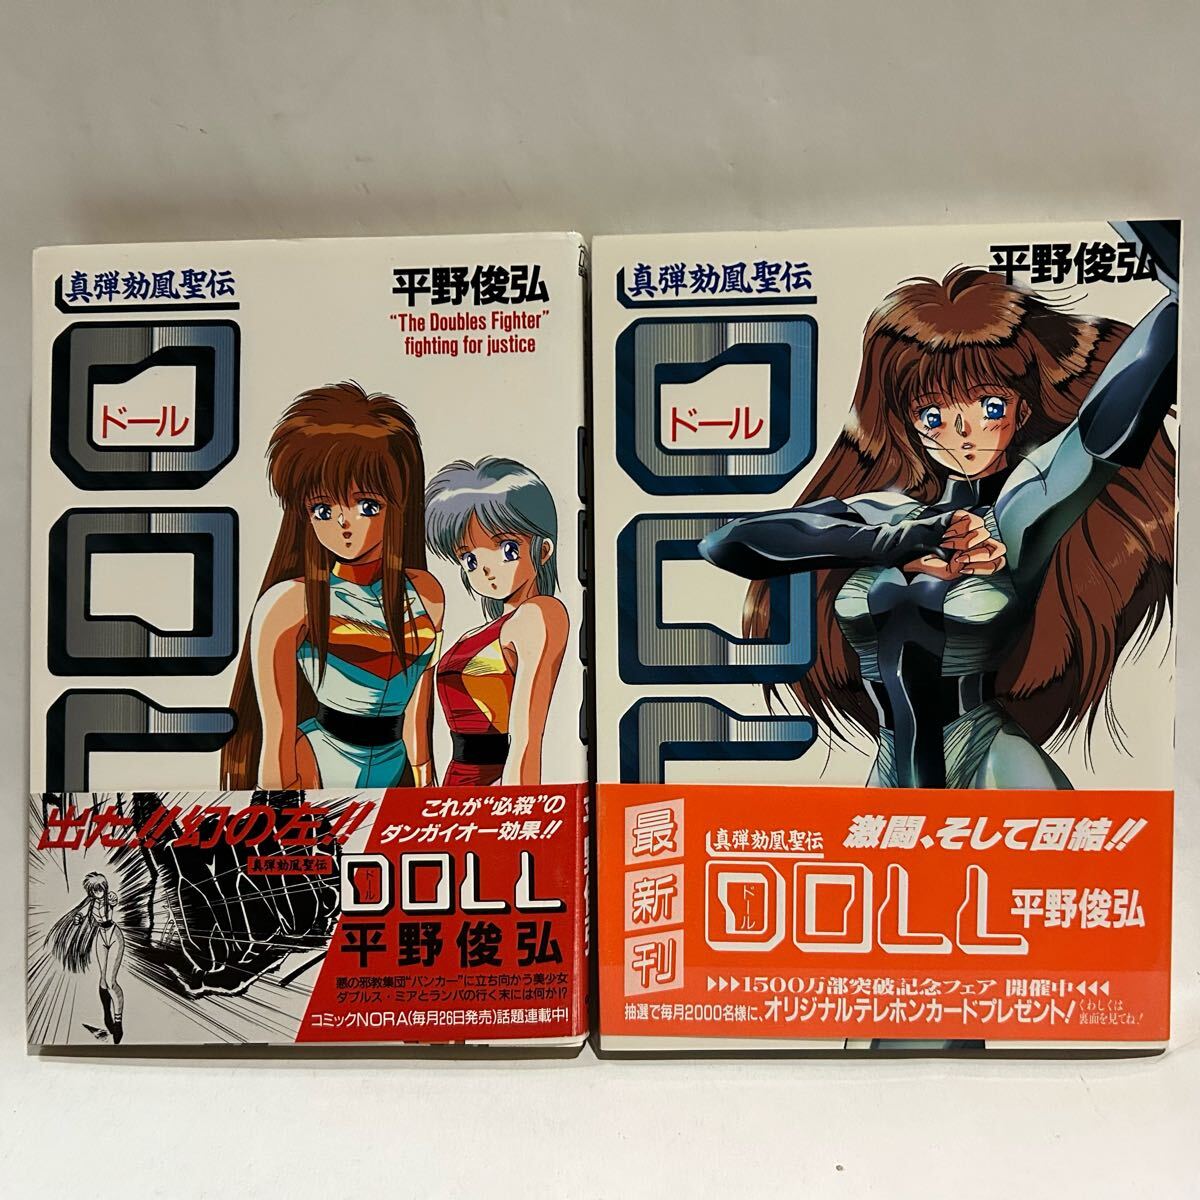 真弾劾凰聖伝
平野俊弘
"The Doubles Fighter"
fighting for justice
ドール
出た!!幻の左!!
これが"必殺"の
ダンガイオー効果!!
真弾劾凰聖伝
DOLL
ドール
平野俊弘
悪の邪教集団"バンカー"に立ち向かう美少女
ダブルス・ミアとランバの行く末には何か!?
コミックNORA(毎月26日発売)話題連載中!
真弾劾凰聖伝
平野俊弘
ドール
最新刊
激闘、そして団結!!
真弾劾凰聖伝
DOLL
ドール
平野俊弘
1500万部突破記念フェア 開催中
抽選で毎月2000名様に、オリジナルテレホンカードプレゼント!
くわしくは
裏面を見てね!